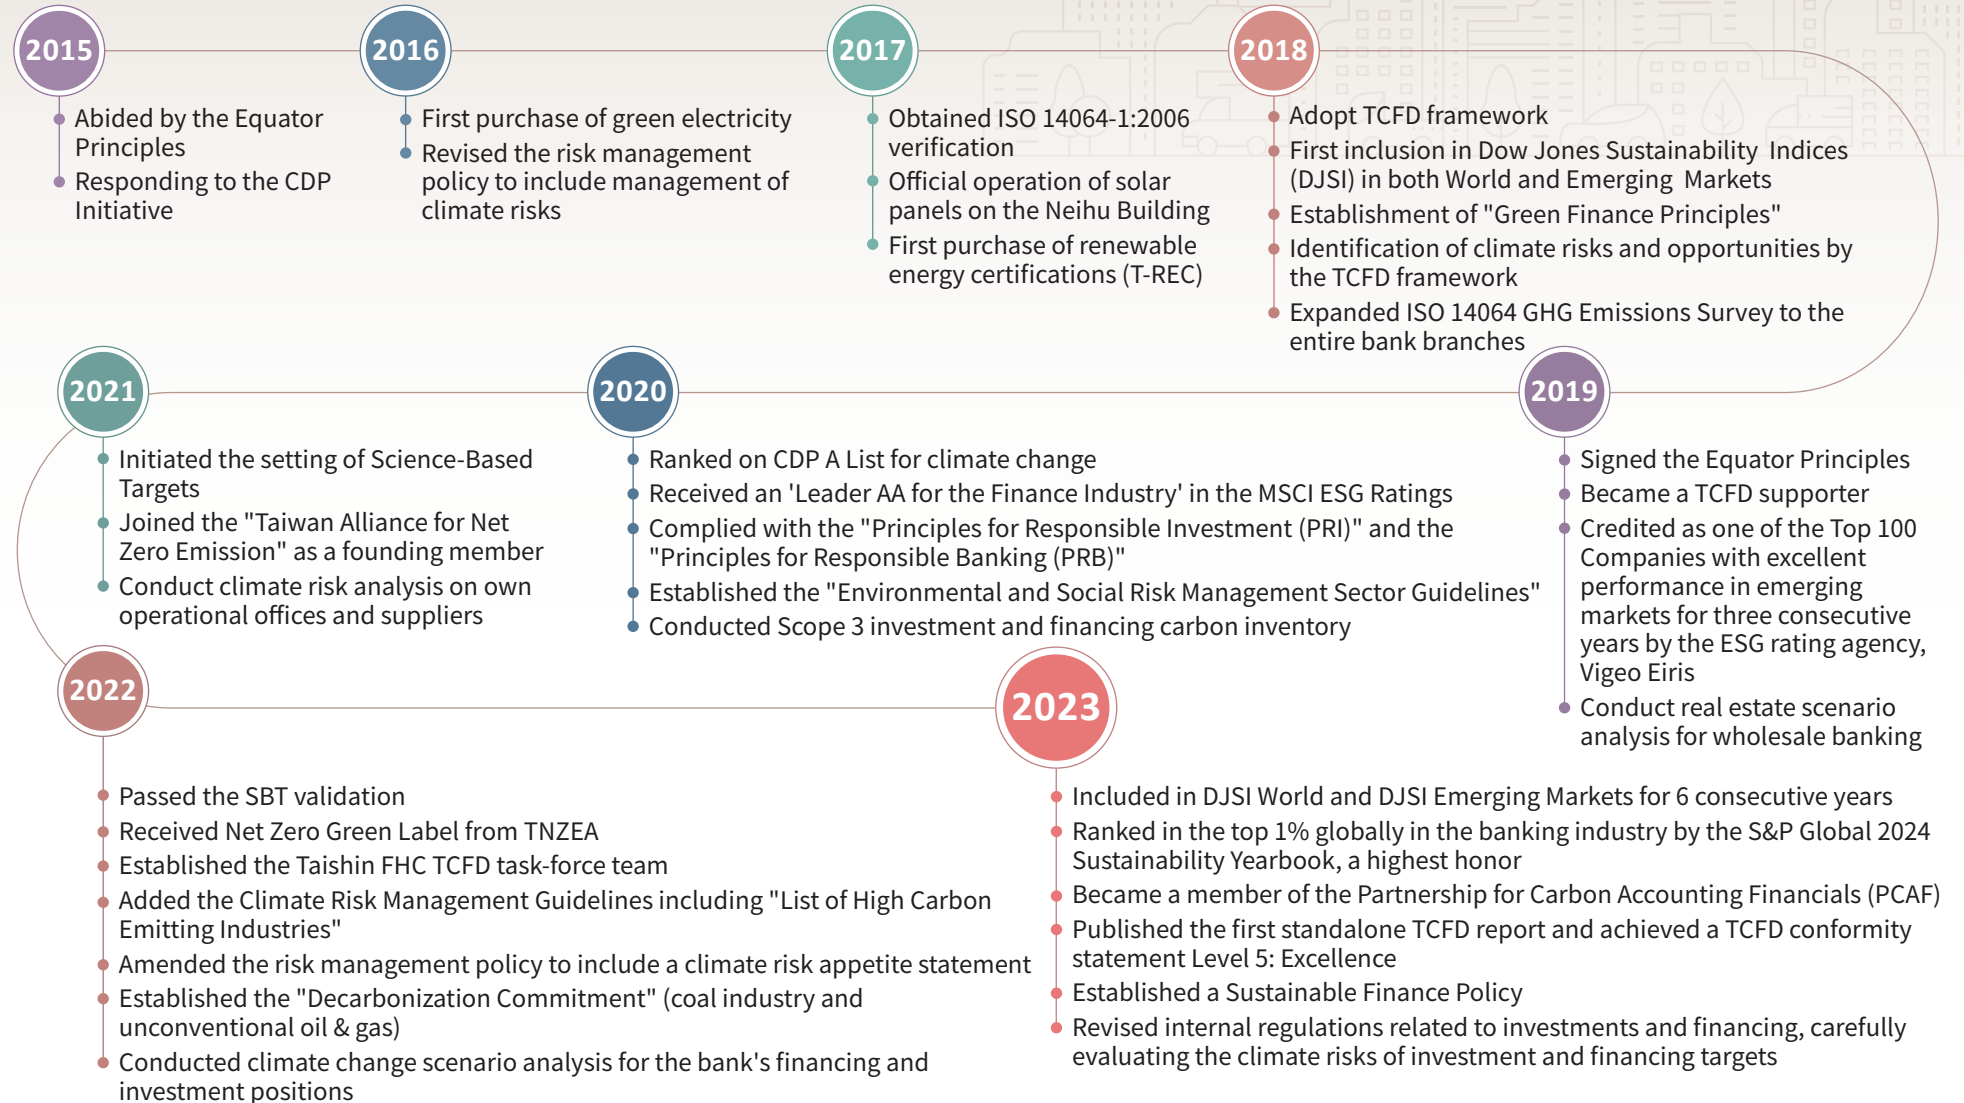 2015
Abided by the Equator
Principles
Responding to the CDP
Initiative
2016
First purchase of green electricity
Revised the risk management
policy to include management of
climate risks
2017
Obtained ISO 14064-1:2006
verification
Official operation of solar
panels on the Neihu Building
First purchase of renewable
energy certifications (T-REC)
2018
Adopt TCFD framework
First inclusion in Dow Jones Sustainability Indices
(DJSI) in both World and Emerging Markets
Establishment of "Green Finance Principles"
Identification of climate risks and opportunities by
the TCFD framework
Expanded ISO 14064 GHG Emissions Survey to the
entire bank branches
2019
Signed the Equator Principles
Became a TCFD supporter
Credited as one of the Top 100
Companies with excellent
performance in emerging
markets for three consecutive
years by the ESG rating agency,
Vigeo Eiris
Conduct real estate scenario
analysis for wholesale banking
2020
Ranked on CDP A List for climate change
Received an 'Leader AA for the Finance Industry' in the MSCI ESG Ratings
Complied with the "Principles for Responsible Investment (PRI)" and the
"Principles for Responsible Banking (PRB)"
Established the "Environmental and Social Risk Management Sector Guidelines"
Conducted Scope 3 investment and financing carbon inventory
2021
Initiated the setting of Science-Based
Targets
Joined the "Taiwan Alliance for Net
Zero Emission" as a founding member
Conduct climate risk analysis on own
operational offices and suppliers
2022
Passed the SBT validation
Received Net Zero Green Label from TNZEA
Established the Taishin FHC TCFD task-force team
Added the Climate Risk Management Guidelines including "List of High Carbon
Emitting Industries"
Amended the risk management policy to include a climate risk appetite statement
Established the "Decarbonization Commitment" (coal industry and
unconventional oil & gas)
Conducted climate change scenario analysis for the bank's financing and
investment positions
2023
Included in DJSI World and DJSI Emerging Markets for 6 consecutive years
Ranked in the top 1% globally in the banking industry by the S&P Global 2024
Sustainability Yearbook, a highest honor
Became a member of the Partnership for Carbon Accounting Financials (PCAF)
Published the first standalone TCFD report and achieved a TCFD conformity
statement Level 5: Excellence
Established a Sustainable Finance Policy
Revised internal regulations related to investments and financing, carefully
evaluating the climate risks of investment and financing targets